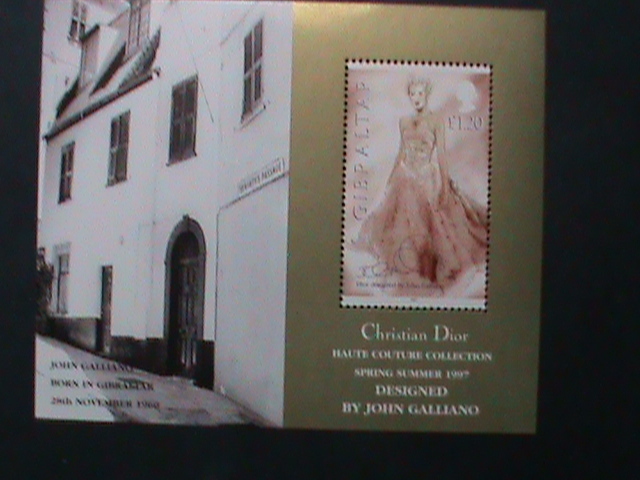 JOHN GALLIANO
BORN IN GIBRALTAR
28th NOVEMBER 1960
GIBRALTAR
£1.20
Christian Dior
HAUTE COUTURE COLLECTION
SPRING SUMMER 1997
DESIGNED
BY JOHN GALLIANO